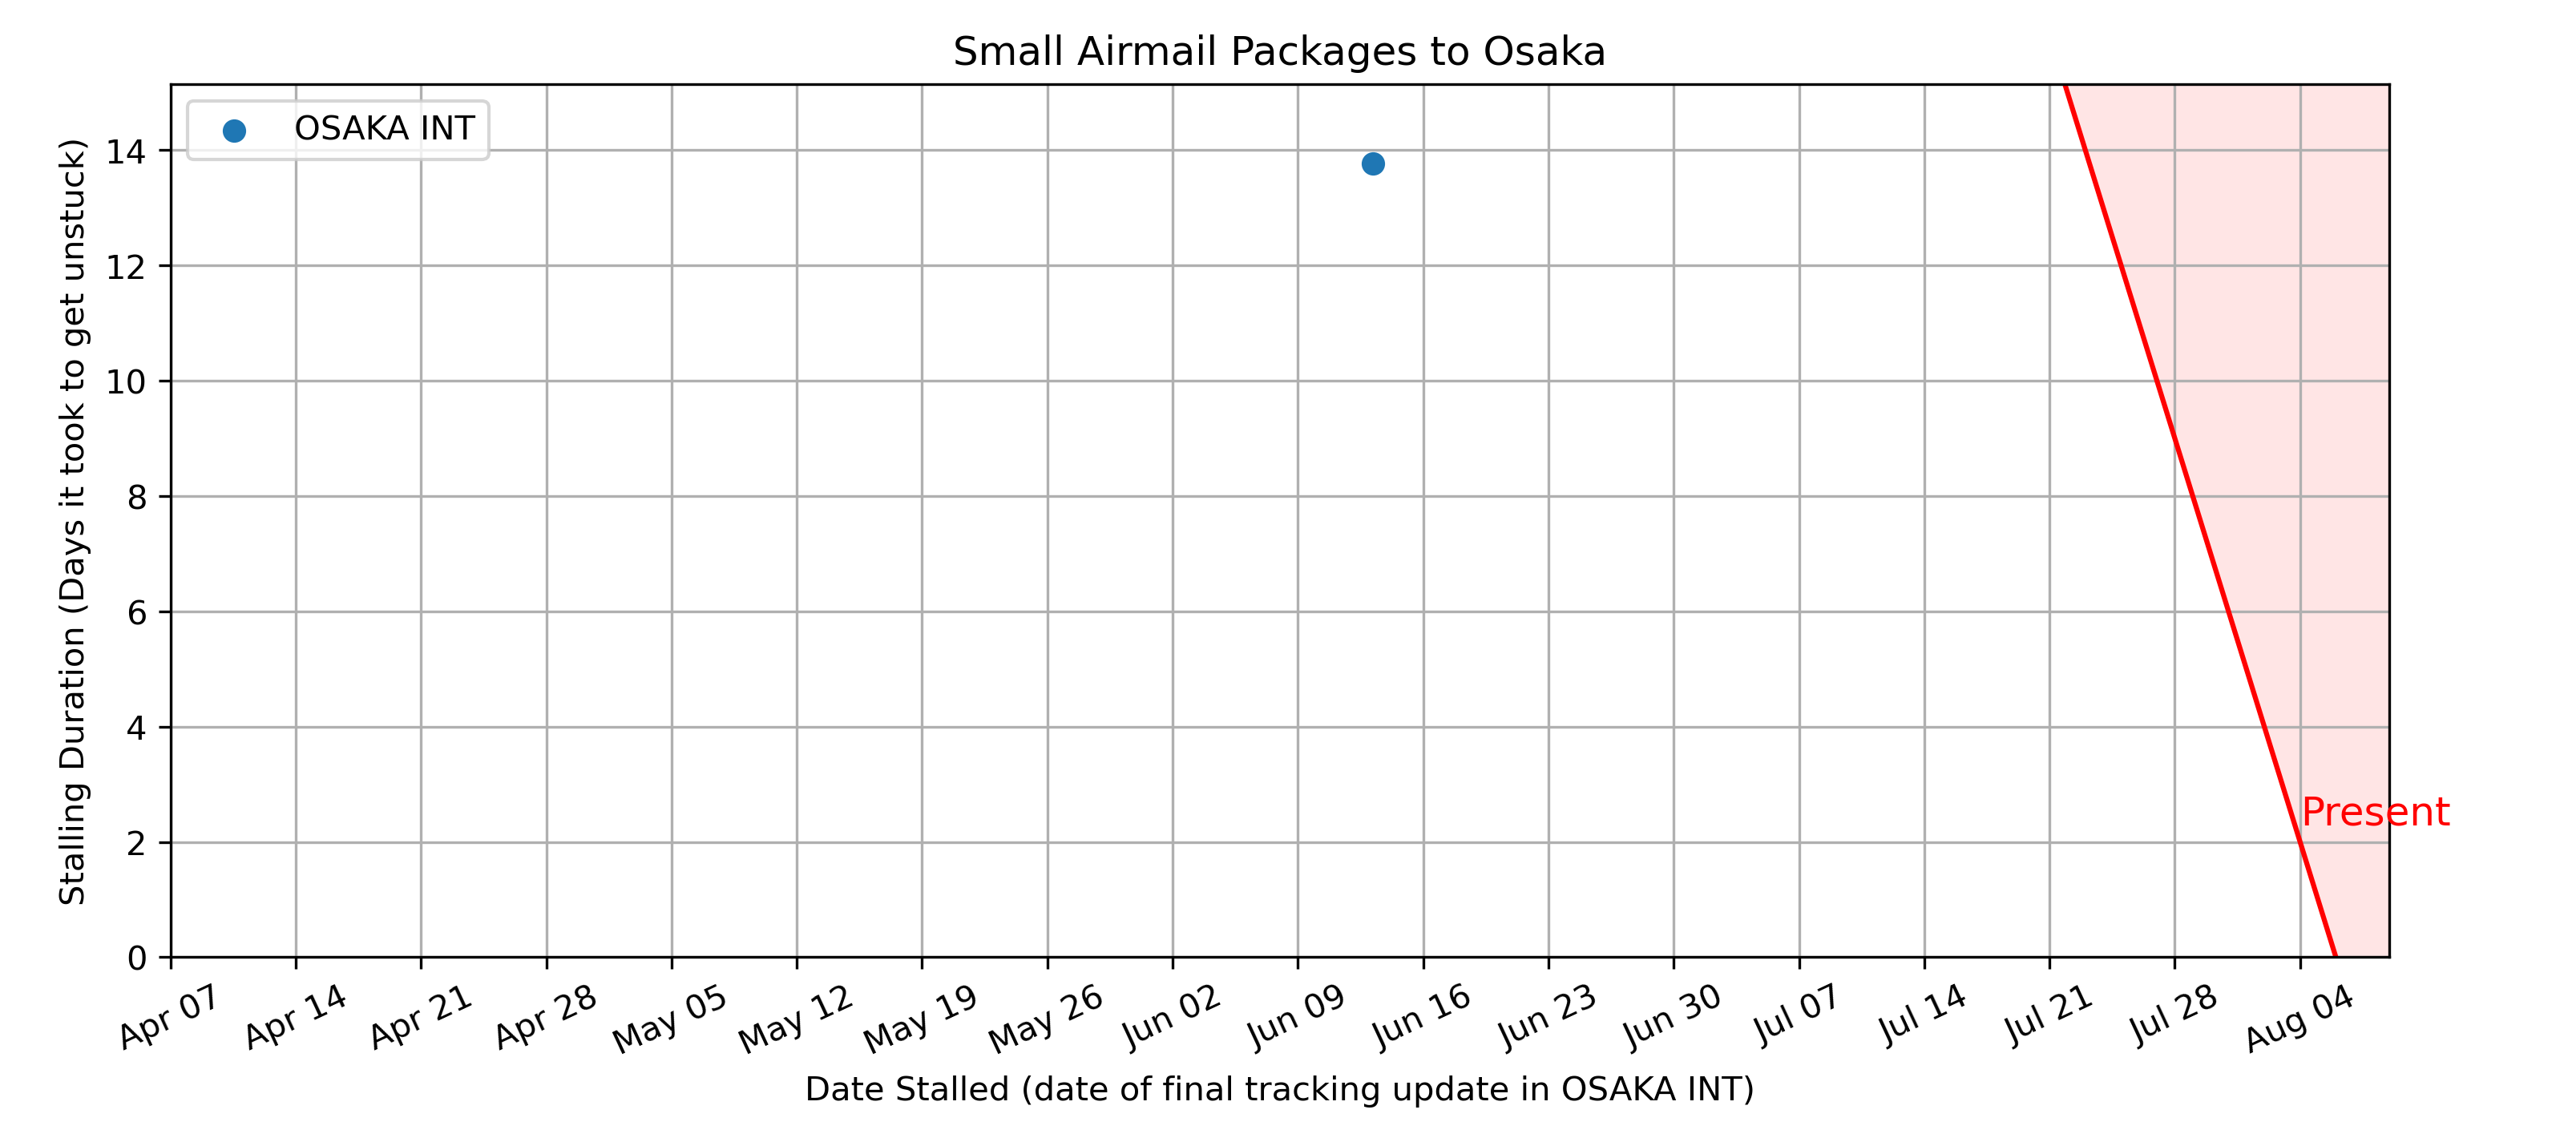 Small Airmail Packages to Osaka
OSAKA INT
Stalling Duration (Days it took to get unstuck)
14
12
10
8
6
4
2
0
Present
Apr 07
Apr 14
Apr 21
Apr 28
May 05
May 12
May 19
May 26
Jun 02
Jun 09
Jun 16
Jun 23
Jun 30
Jul 07
Jul 14
Jul 21
Jul 28
Aug 04
Date Stalled (date of final tracking update in OSAKA INT)